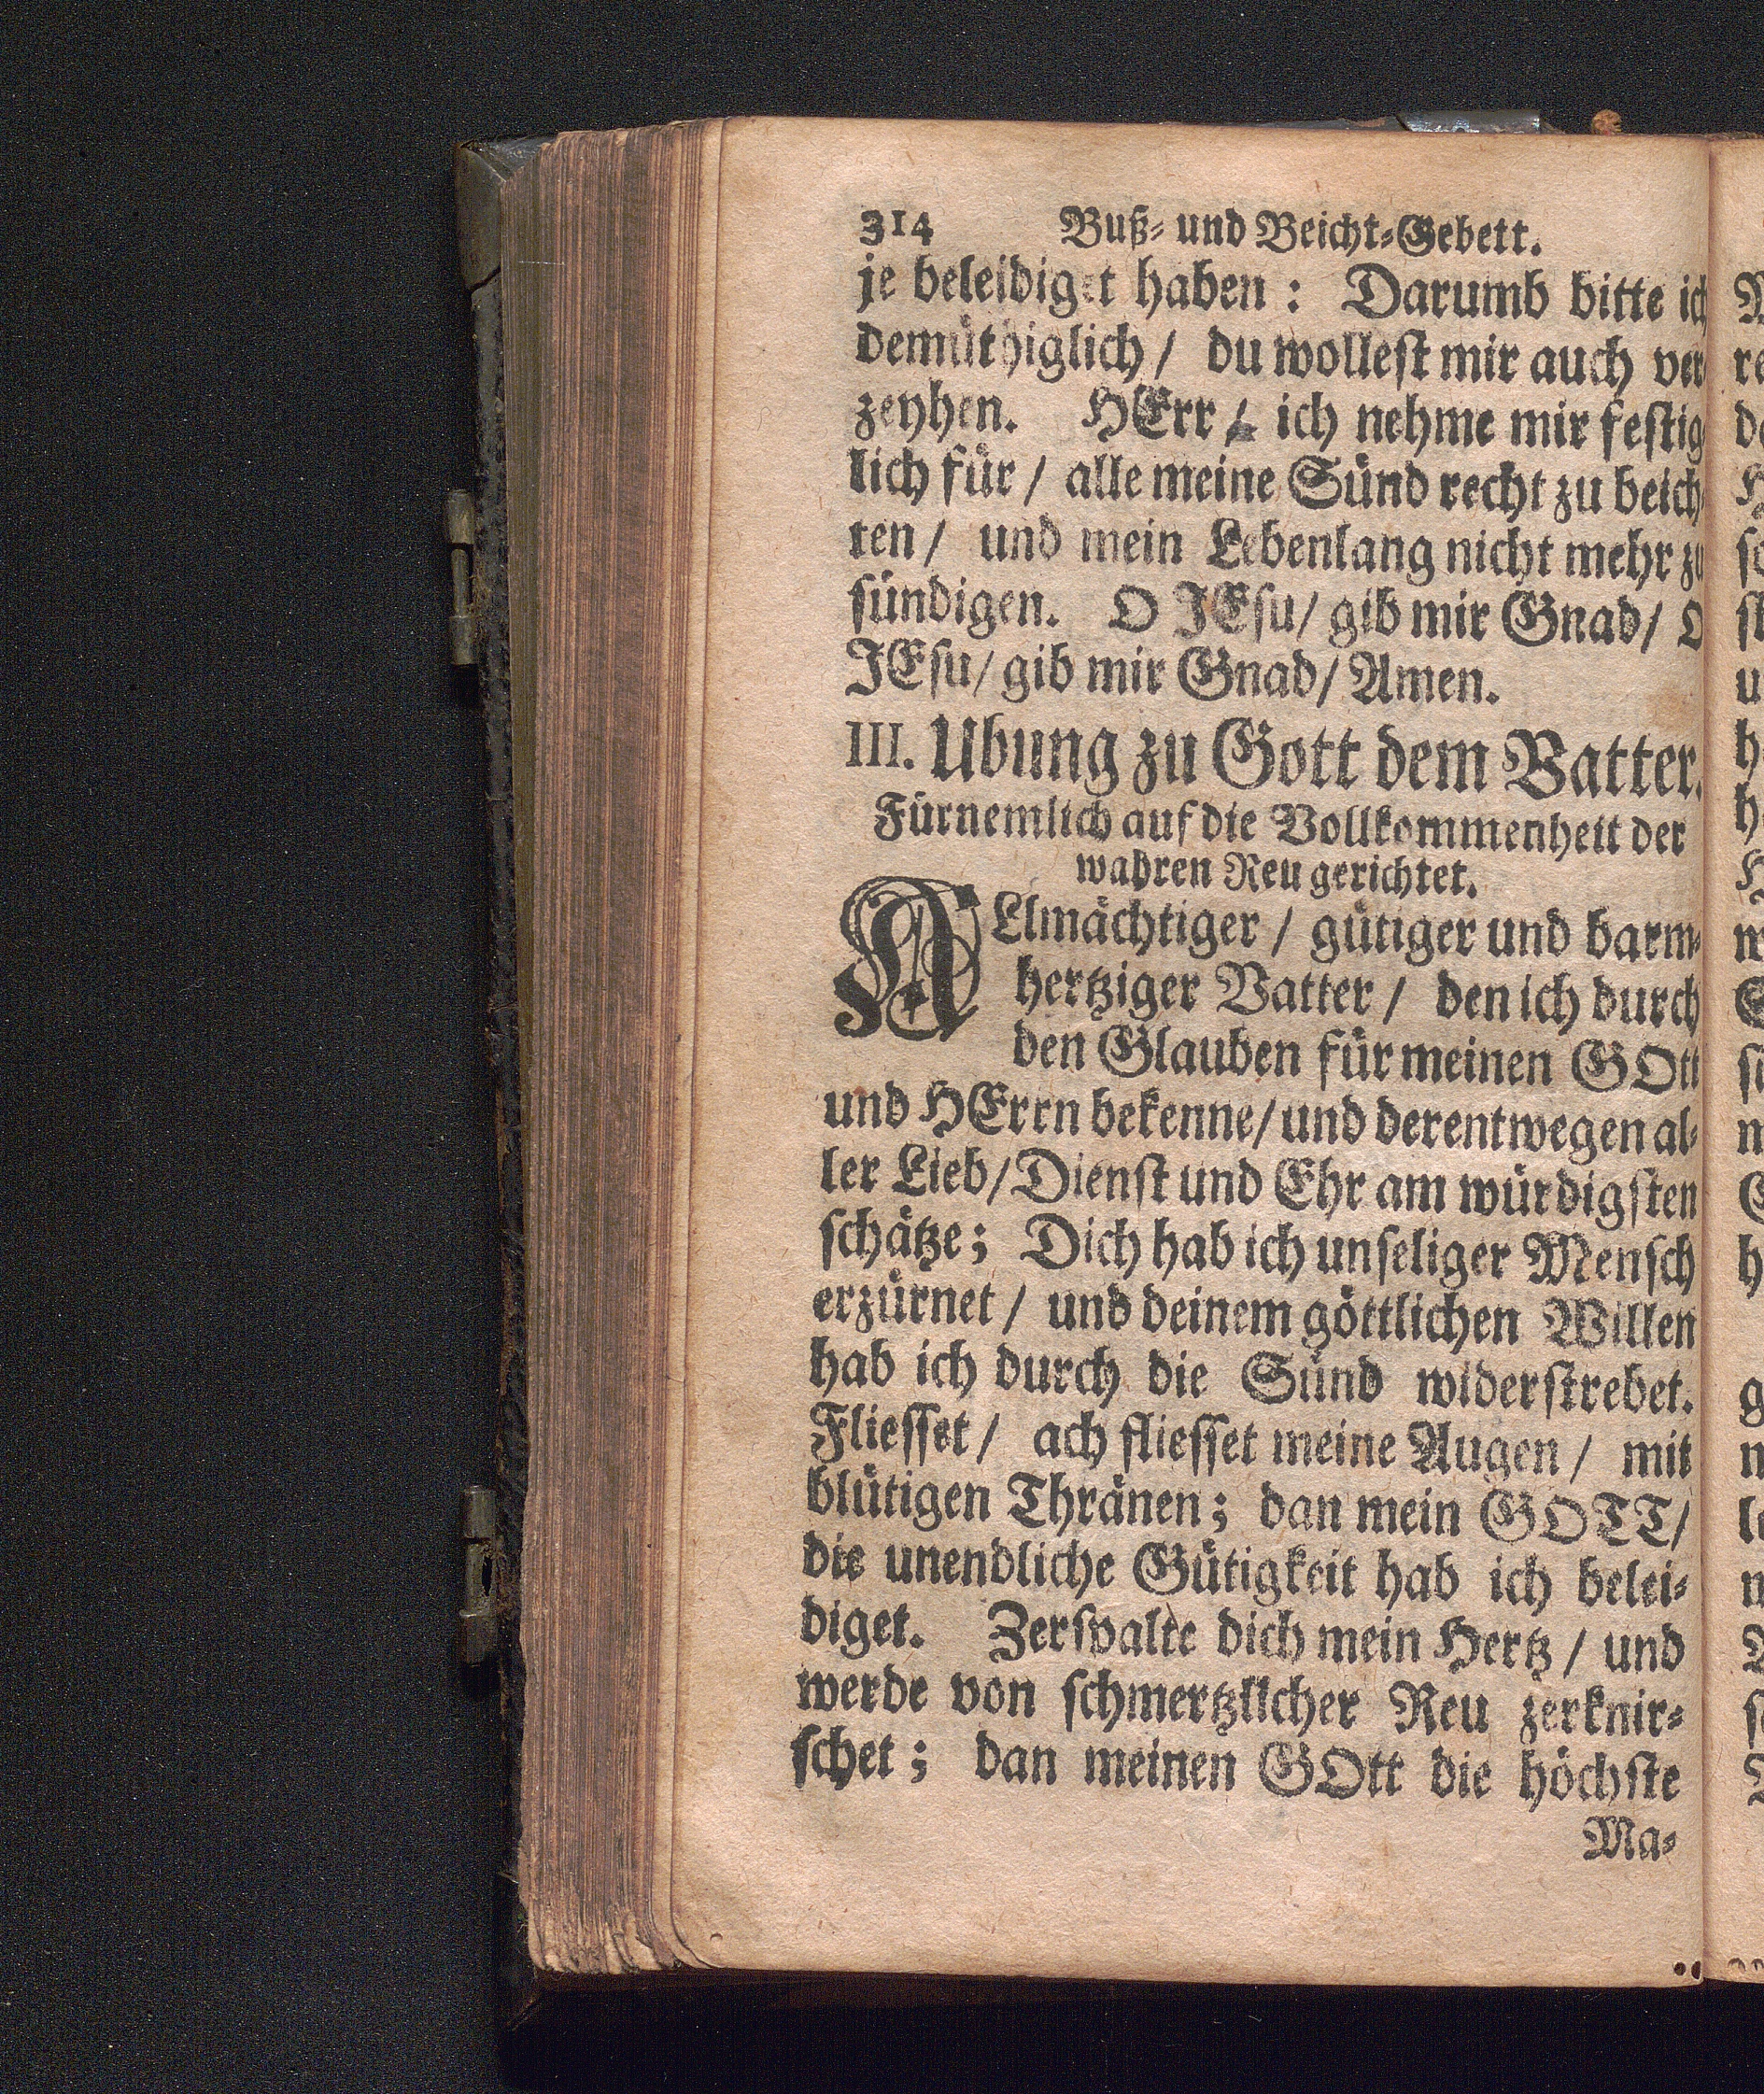 314 Buß- und Beicht-Gebett.
je beleidiget haben : Darumb bitte ich
demüthiglich / du wollest mir auch ver
zeyhen. HErr / ich nehme mir festig
lich für / alle meine Sünd recht zu beich
ten / und mein Lebenlang nicht mehr zu
sündigen. O JEsu / gib mir Gnad / O
JEsu / gib mir Gnad / Amen.
III. Ubung zu Gott dem Vatter.
Fürnemlich auf die Vollkommenheit der
wahren Reu gerichtet.
ALlmächtiger / gütiger und barm-
hertziger Vatter / den ich durch
den Glauben für meinen GOtt
und HErrn bekenne / und derentwegen al-
ler Lieb / Dienst und Ehr am würdigsten
schätze ; Dich hab ich unseliger Mensch
erzürnet / und deinem göttlichen Willen
hab ich durch die Sünd widerstrebet.
Fliesset / ach fliesset meine Augen / mit
blütigen Thränen ; dan mein GOTT /
die unendliche Gütigkeit hab ich belei-
diget. Zerspalte dich mein Hertz / und
werde von schmertzlicher Reu zerknir-
schet ; dan meinen GOtt die höchste
Ma-